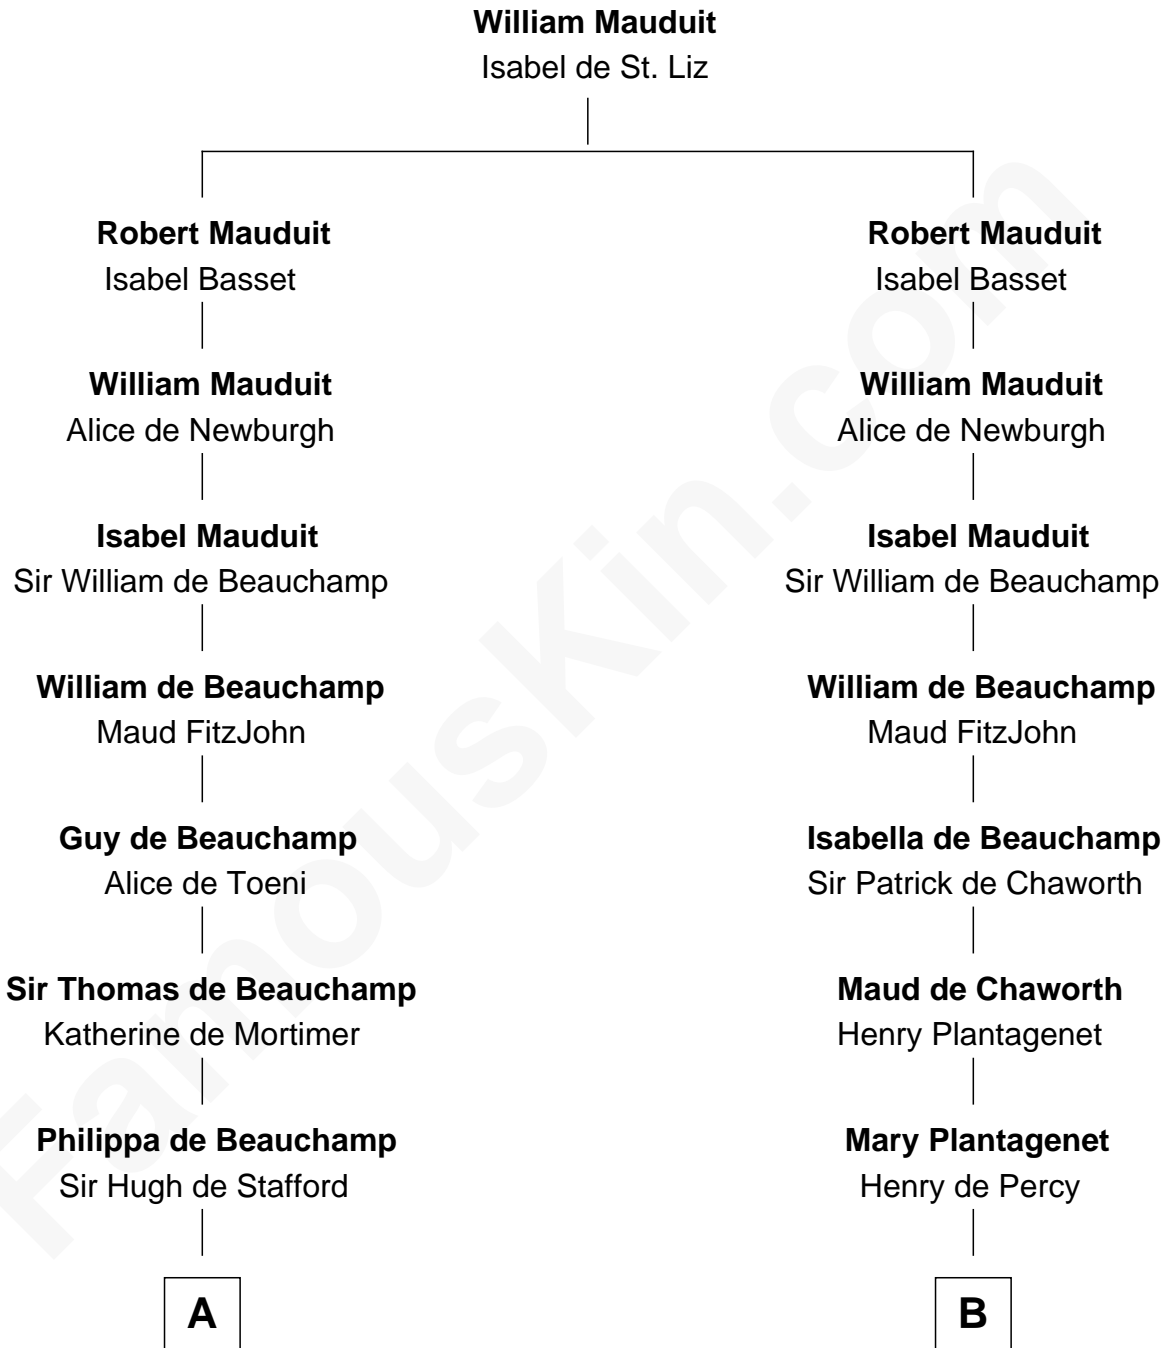 William Mauduit
Isabel de St. Liz
Robert Mauduit
Isabel Basset
William Mauduit
Alice de Newburgh
Isabel Mauduit
Sir William de Beauchamp
William de Beauchamp
Maud FitzJohn
Guy de Beauchamp
Alice de Toeni
Sir Thomas de Beauchamp
Katherine de Mortimer
Philippa de Beauchamp
Sir Hugh de Stafford
A
Robert Mauduit
Isabel Basset
William Mauduit
Alice de Newburgh
Isabel Mauduit
Sir William de Beauchamp
William de Beauchamp
Maud FitzJohn
Isabella de Beauchamp
Sir Patrick de Chaworth
Maud de Chaworth
Henry Plantagenet
Mary Plantagenet
Henry de Percy
B
FamousKin.com